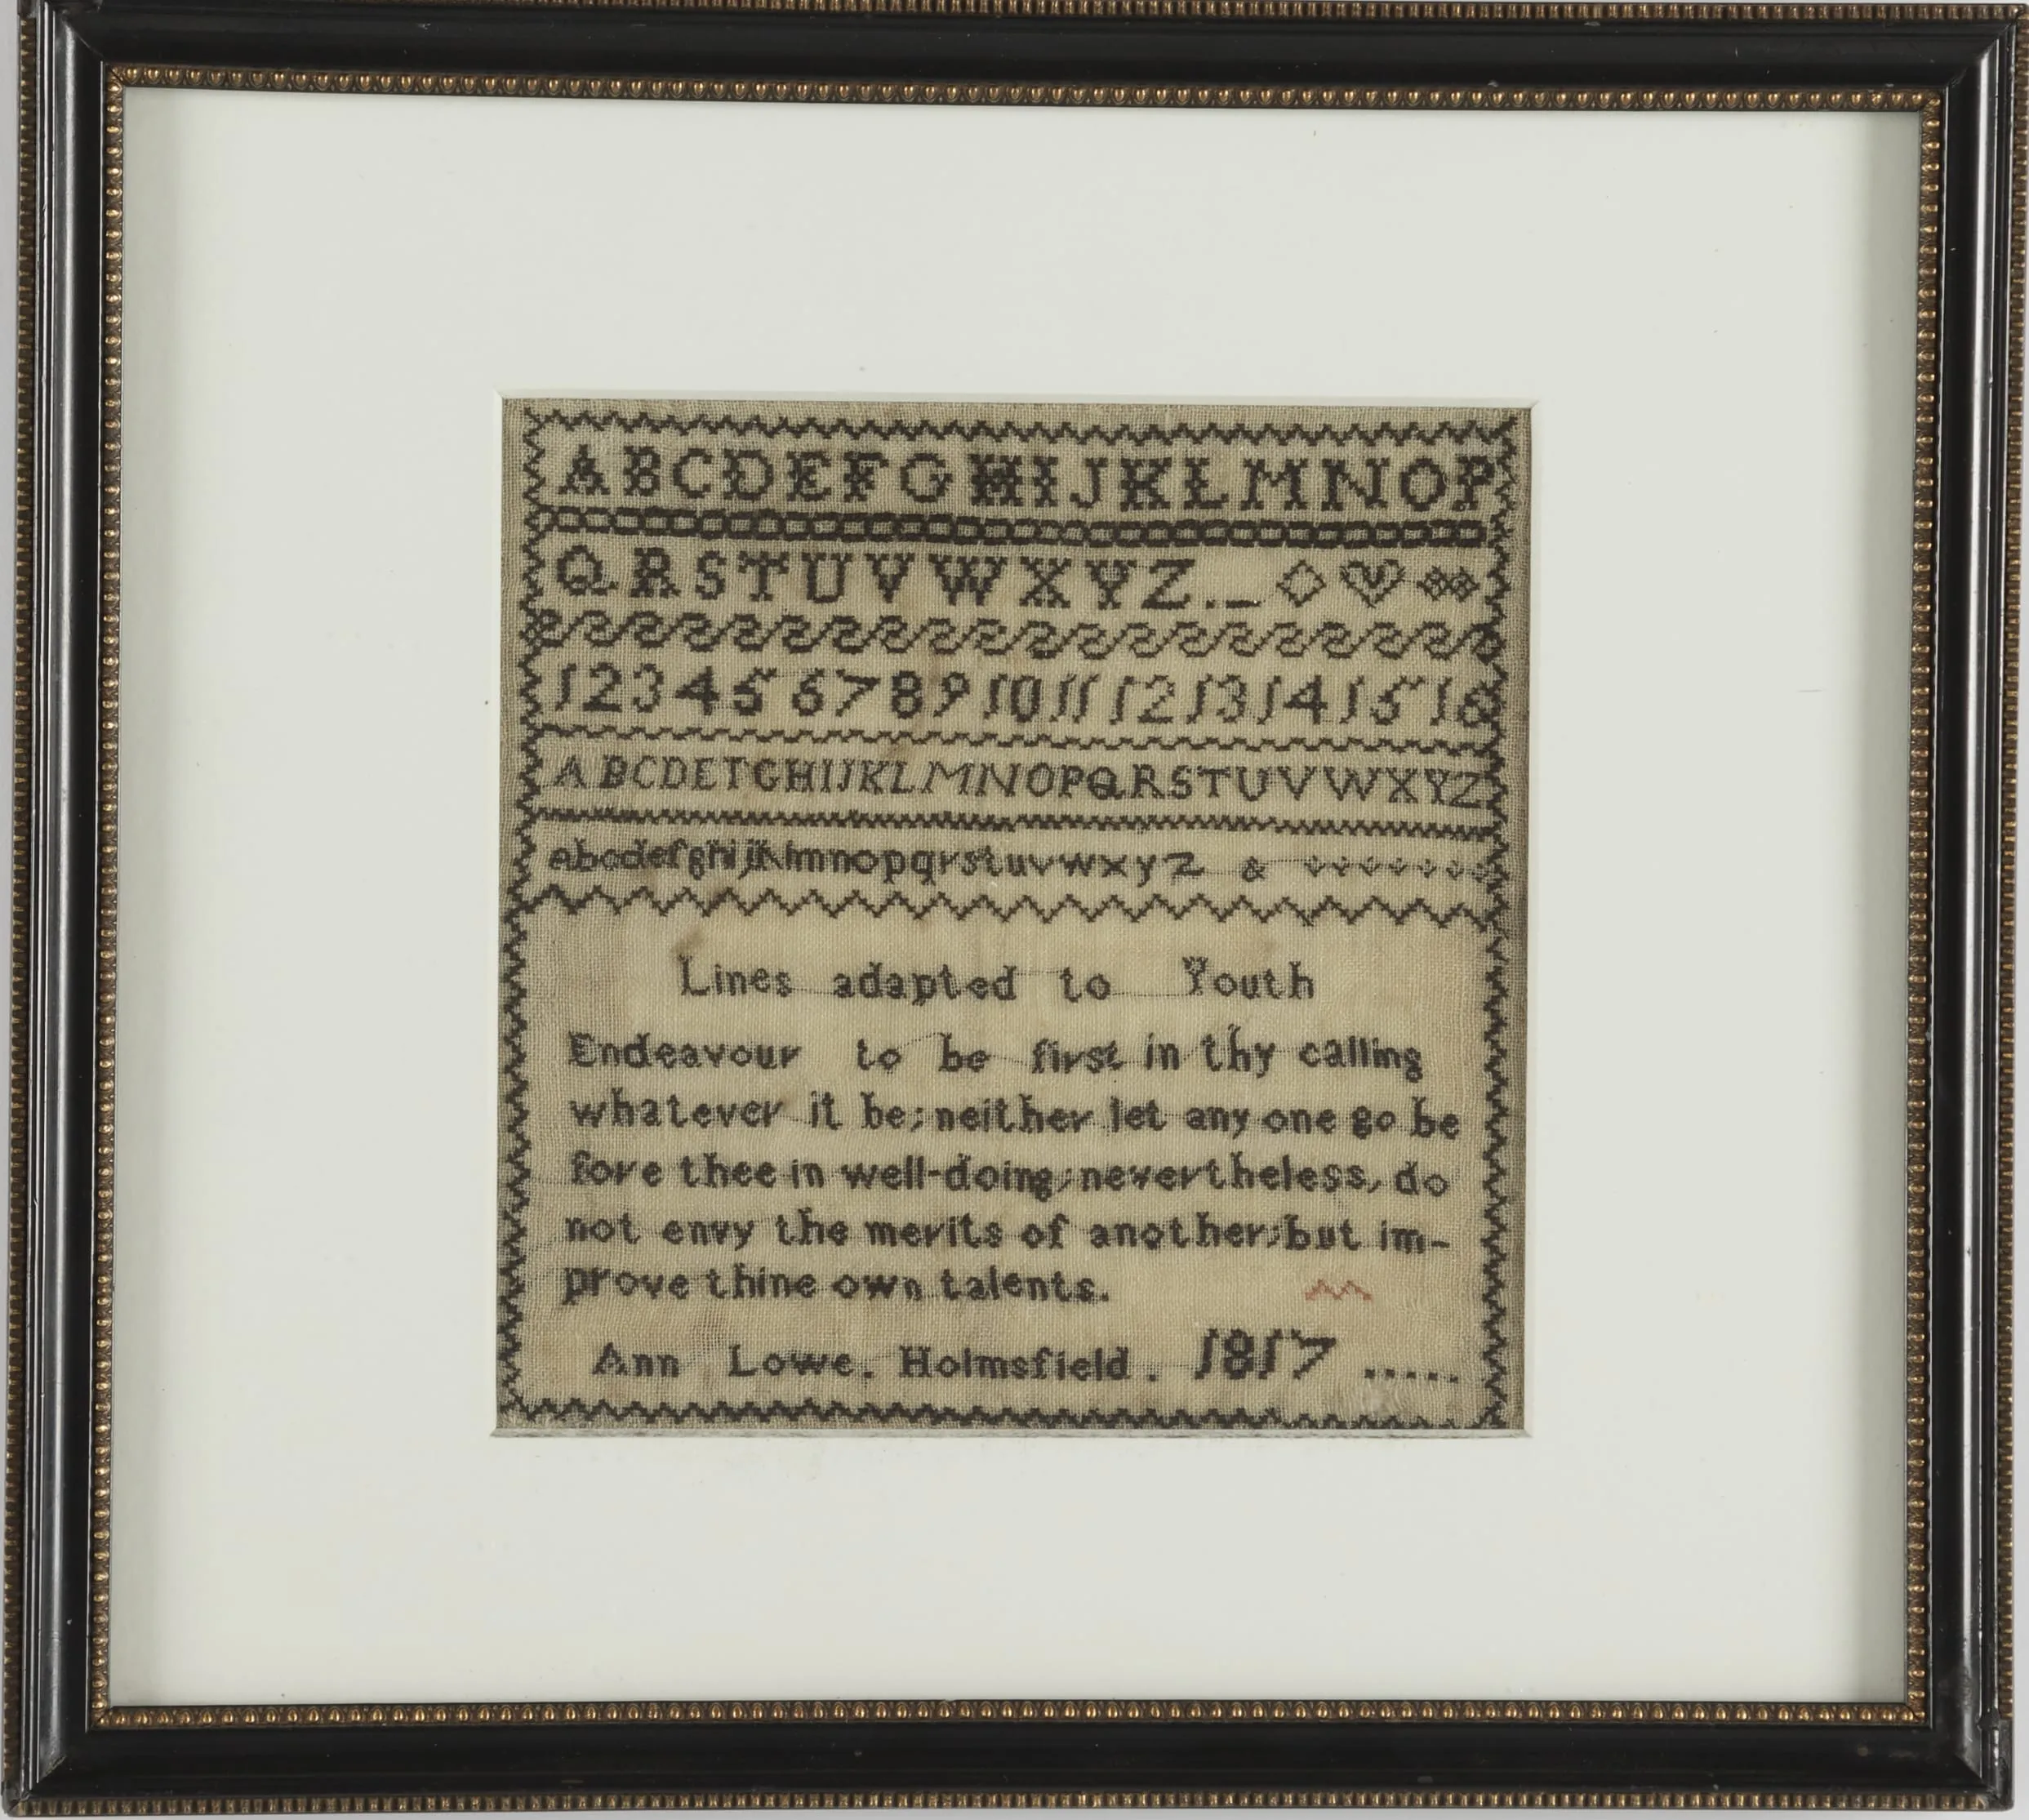 ABCDEFGHIJKLMNOP
QRSTUVWXYZ._
12345678910111213141516
ABCDEFGHIJKLMNOPQRSTUVWXYZ
abcdefghijklmnopqrstuvwxyz &
Lines adapted to Youth
Endeavour to be first in thy calling
whatever it be; neither let any one go be
fore thee in well-doing; nevertheless, do
not envy the merits of another; but im-
prove thine own talents.
Ann Lowe. Holmsfield. 1817 .....